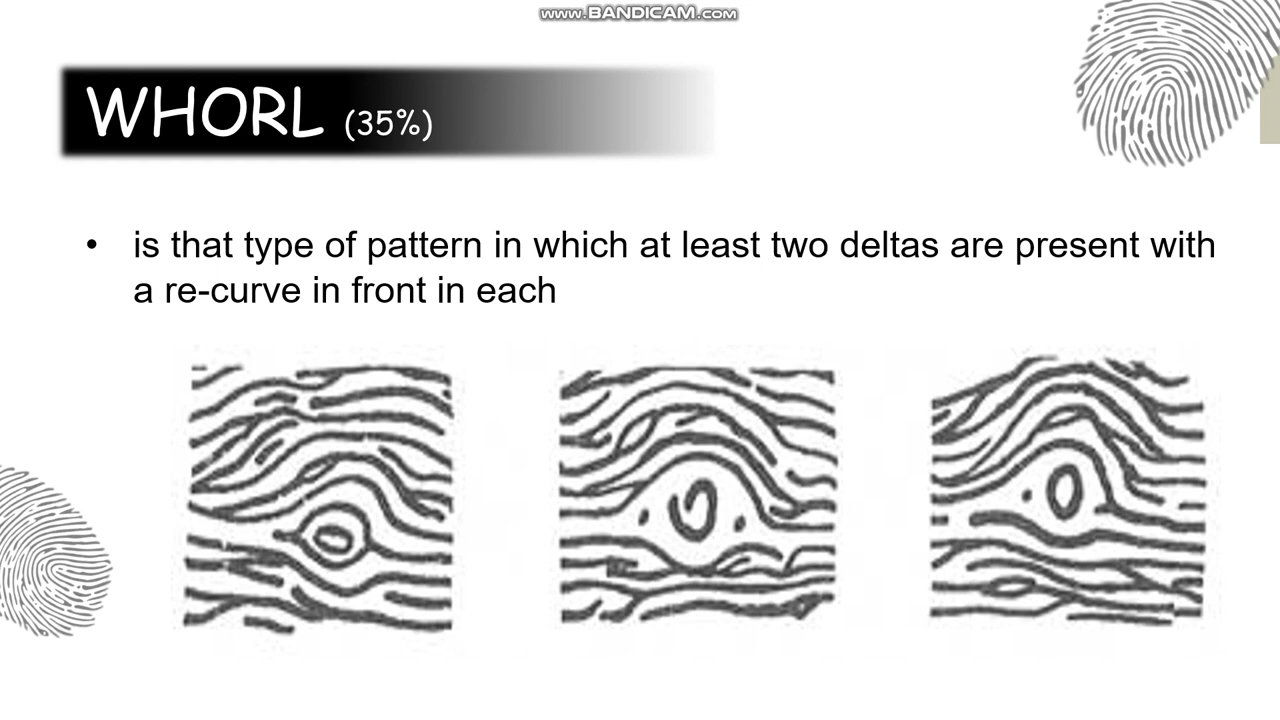 www.BANDICAM.com
WHORL (35%)
• is that type of pattern in which at least two deltas are present with
a re-curve in front in each